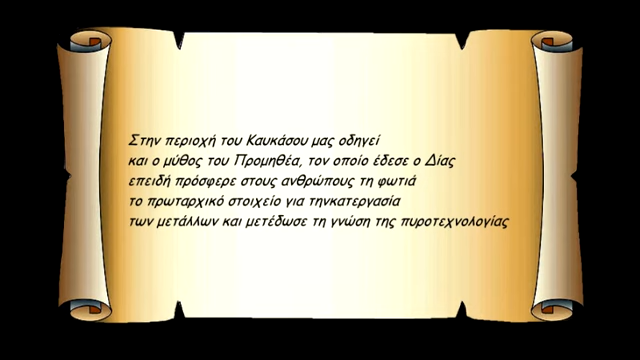 Στην περιοχή του Καυκάσου μας οδηγεί
και ο μύθος του Προμηθέα, τον οποίο έδεσε ο Δίας
επειδή πρόσφερε στους ανθρώπους τη φωτιά
το πρωταρχικό στοιχείο για τηνκατεργασία
των μετάλλων και μετέδωσε τη γνώση της πυροτεχνολογίας